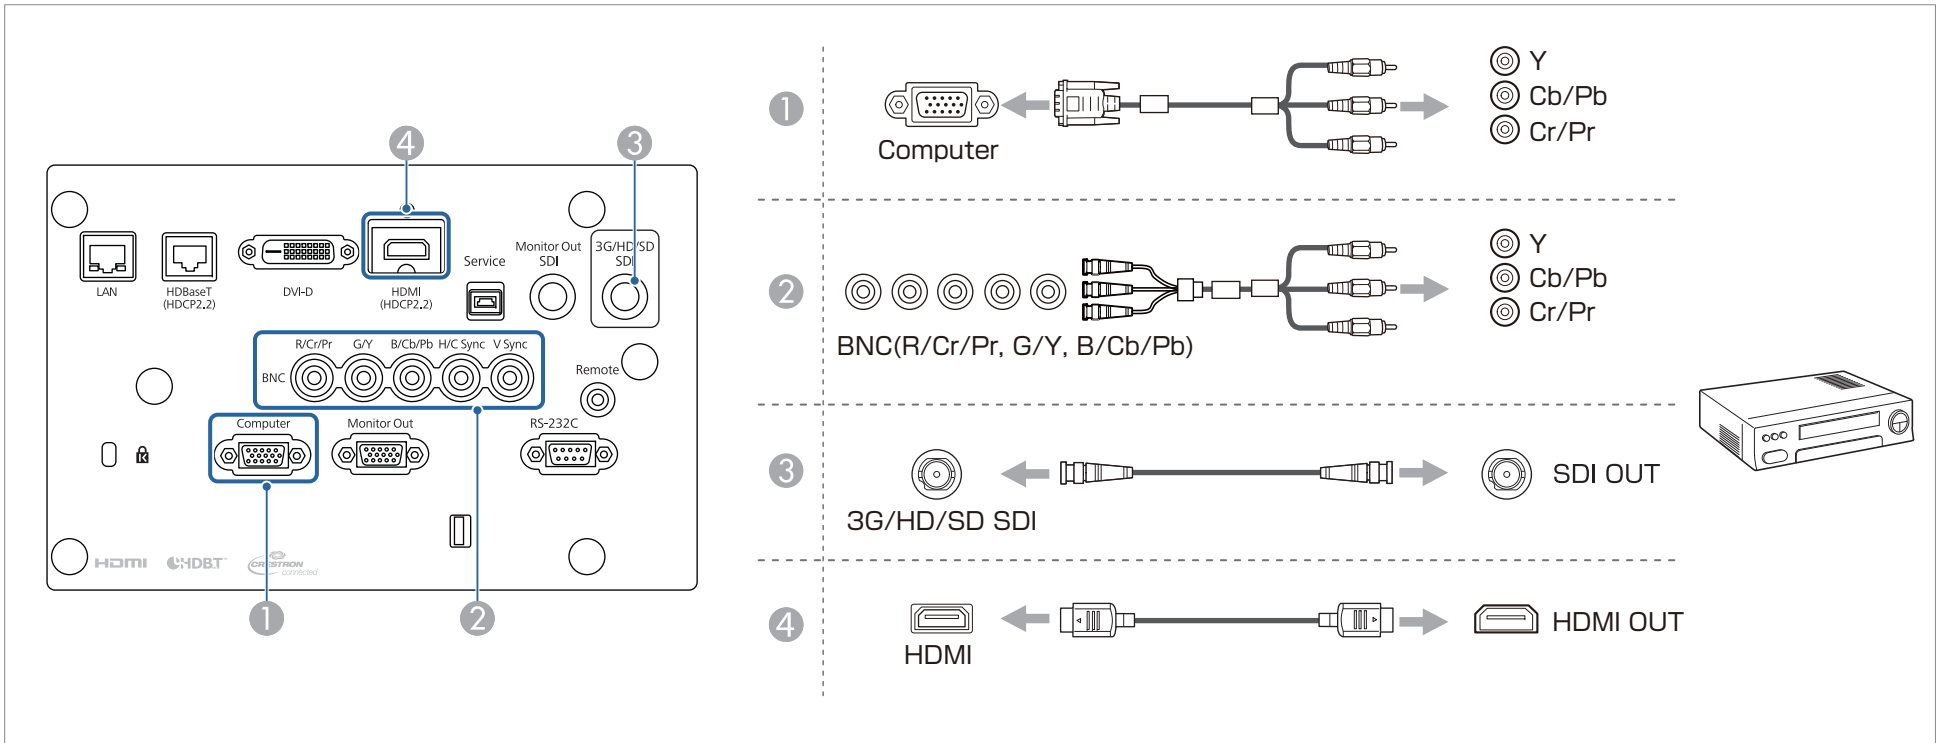 4
3
Monitor Out
SDI
3G/HD/SD
SDI
Service
LAN
HDBaseT
(HDCP2.2)
DVI-D
HDMI
(HDCP2.2)
R/Cr/Pr G/Y B/Cb/Pb H/C Sync V Sync
BNC
Remote
Computer
Monitor Out
RS-232C
K
HDMI
HDBT™
CRESTRON
connected
1
2
1
Computer
Y
Cb/Pb
Cr/Pr
2
BNC(R/Cr/Pr, G/Y, B/Cb/Pb)
Y
Cb/Pb
Cr/Pr
3
3G/HD/SD SDI
SDI OUT
4
HDMI
HDMI OUT